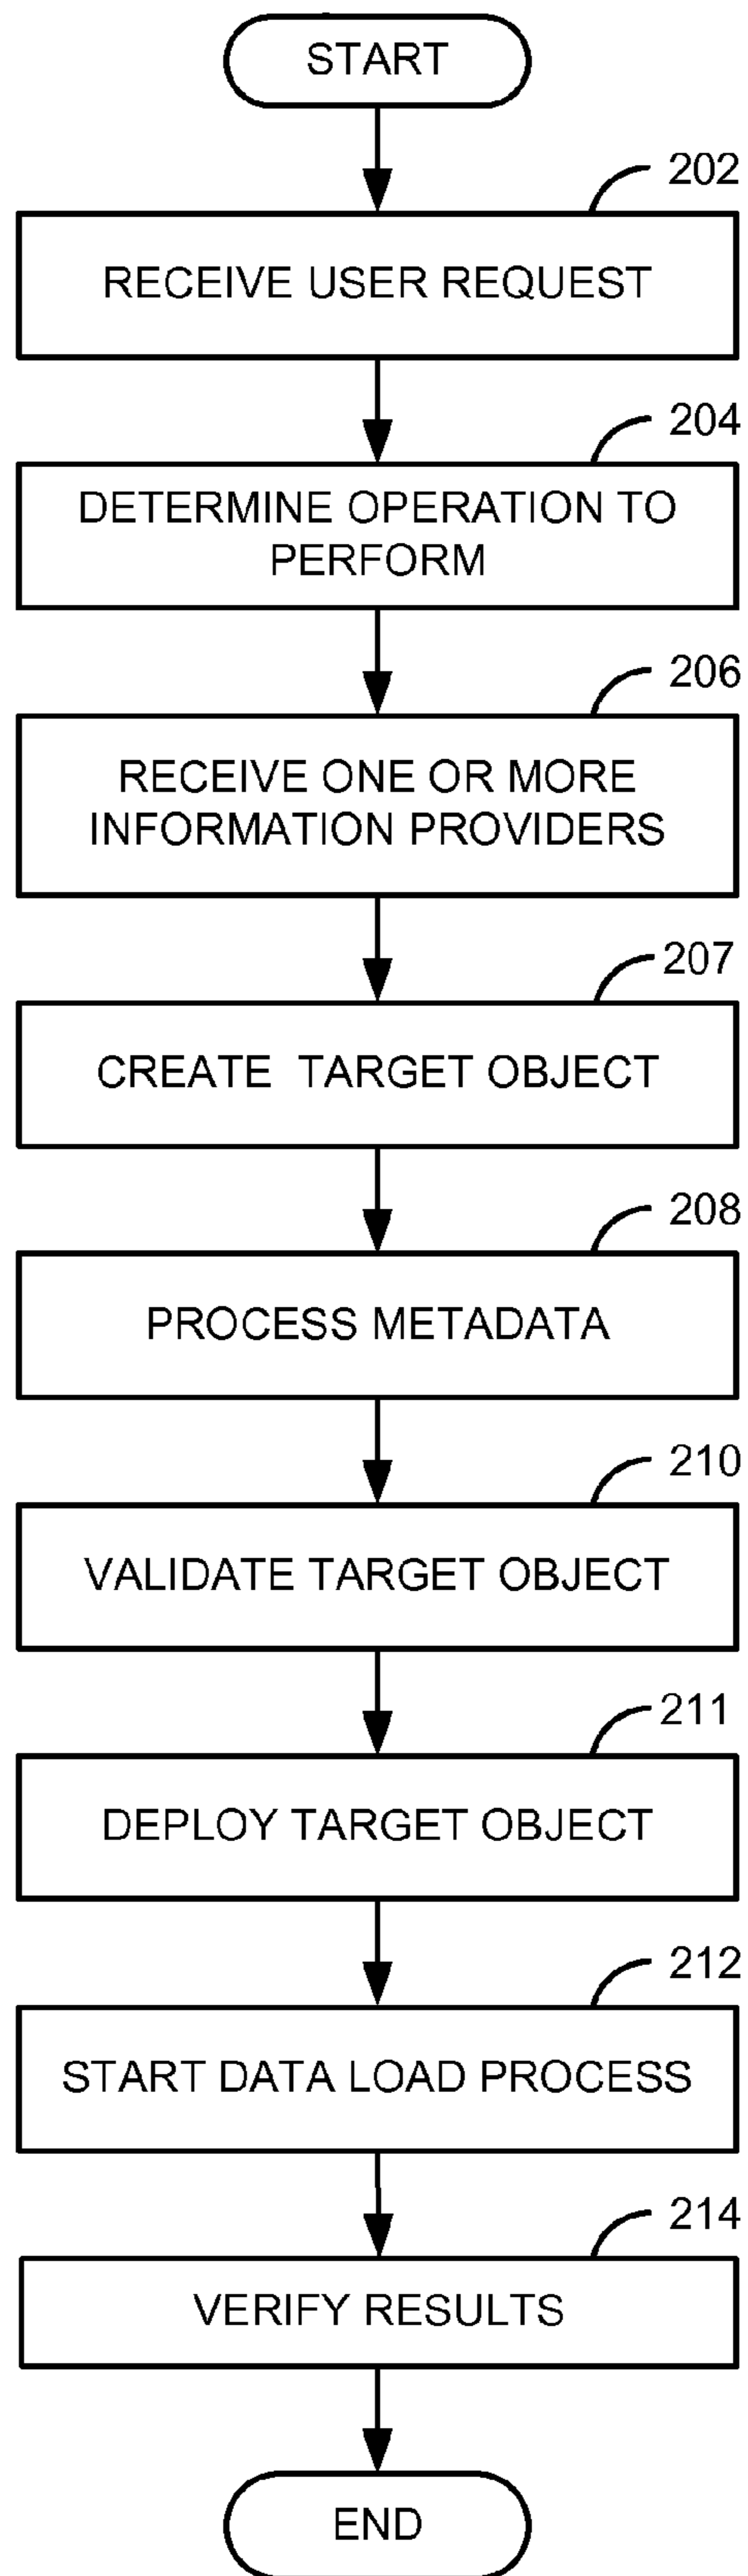 START
202
RECEIVE USER REQUEST
204
DETERMINE OPERATION TO
PERFORM
206
RECEIVE ONE OR MORE
INFORMATION PROVIDERS
207
CREATE TARGET OBJECT
208
PROCESS METADATA
210
VALIDATE TARGET OBJECT
211
DEPLOY TARGET OBJECT
212
START DATA LOAD PROCESS
214
VERIFY RESULTS
END